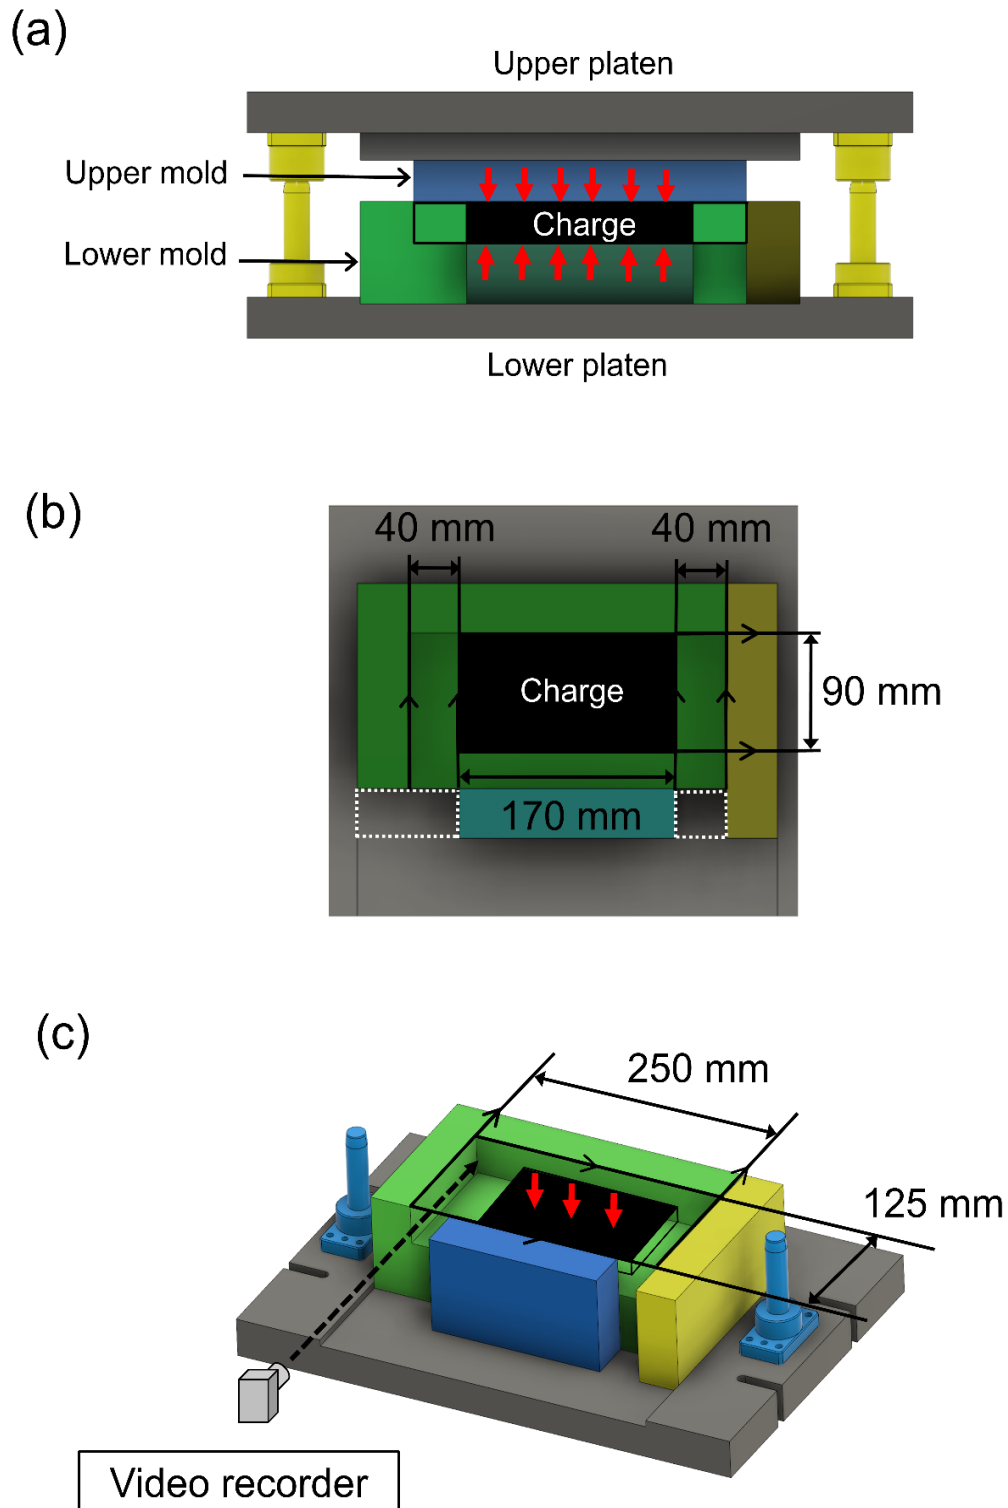 (a)
Upper platen
Upper mold
Charge
Lower mold
Lower platen
(b)
40 mm
40 mm
Charge
90 mm
170 mm
(c)
250 mm
125 mm
Video recorder